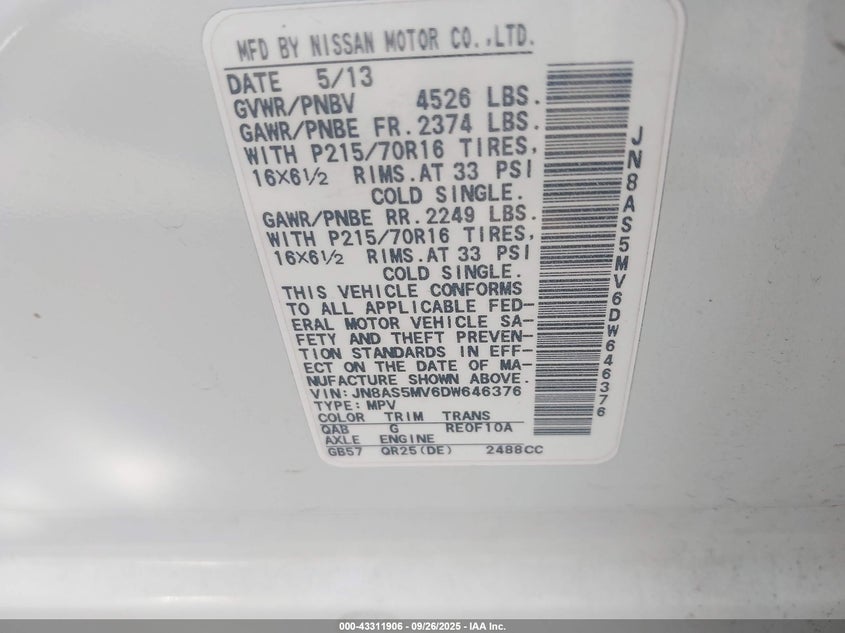 MFD BY NISSAN MOTOR CO.,LTD.
DATE 5/13
GVWR/PNBV 4526 LBS.
GAWR/PNBE FR. 2374 LBS.
WITH P215/70R16 TIRES,
16X6½ RIMS.AT 33 PSI
COLD SINGLE.
GAWR/PNBE RR. 2249 LBS.
WITH P215/70R16 TIRES,
16X6½ RIMS.AT 33 PSI
COLD SINGLE.
THIS VEHICLE CONFORMS
TO ALL APPLICABLE FED-
ERAL MOTOR VEHICLE SA-
FETY AND THEFT PREVEN-
TION STANDARDS IN EFF-
ECT ON THE DATE OF MA-
NUFACTURE SHOWN ABOVE.
VIN: JN8AS5MV6DW646376
TYPE: MPV
COLOR TRIM TRANS
QAB G RE0F10A
AXLE ENGINE
GB57 QR25(DE) 2488CC
JN8AS5MV6DW646376
000-43311906 - 09/26/2025 - IAA Inc.